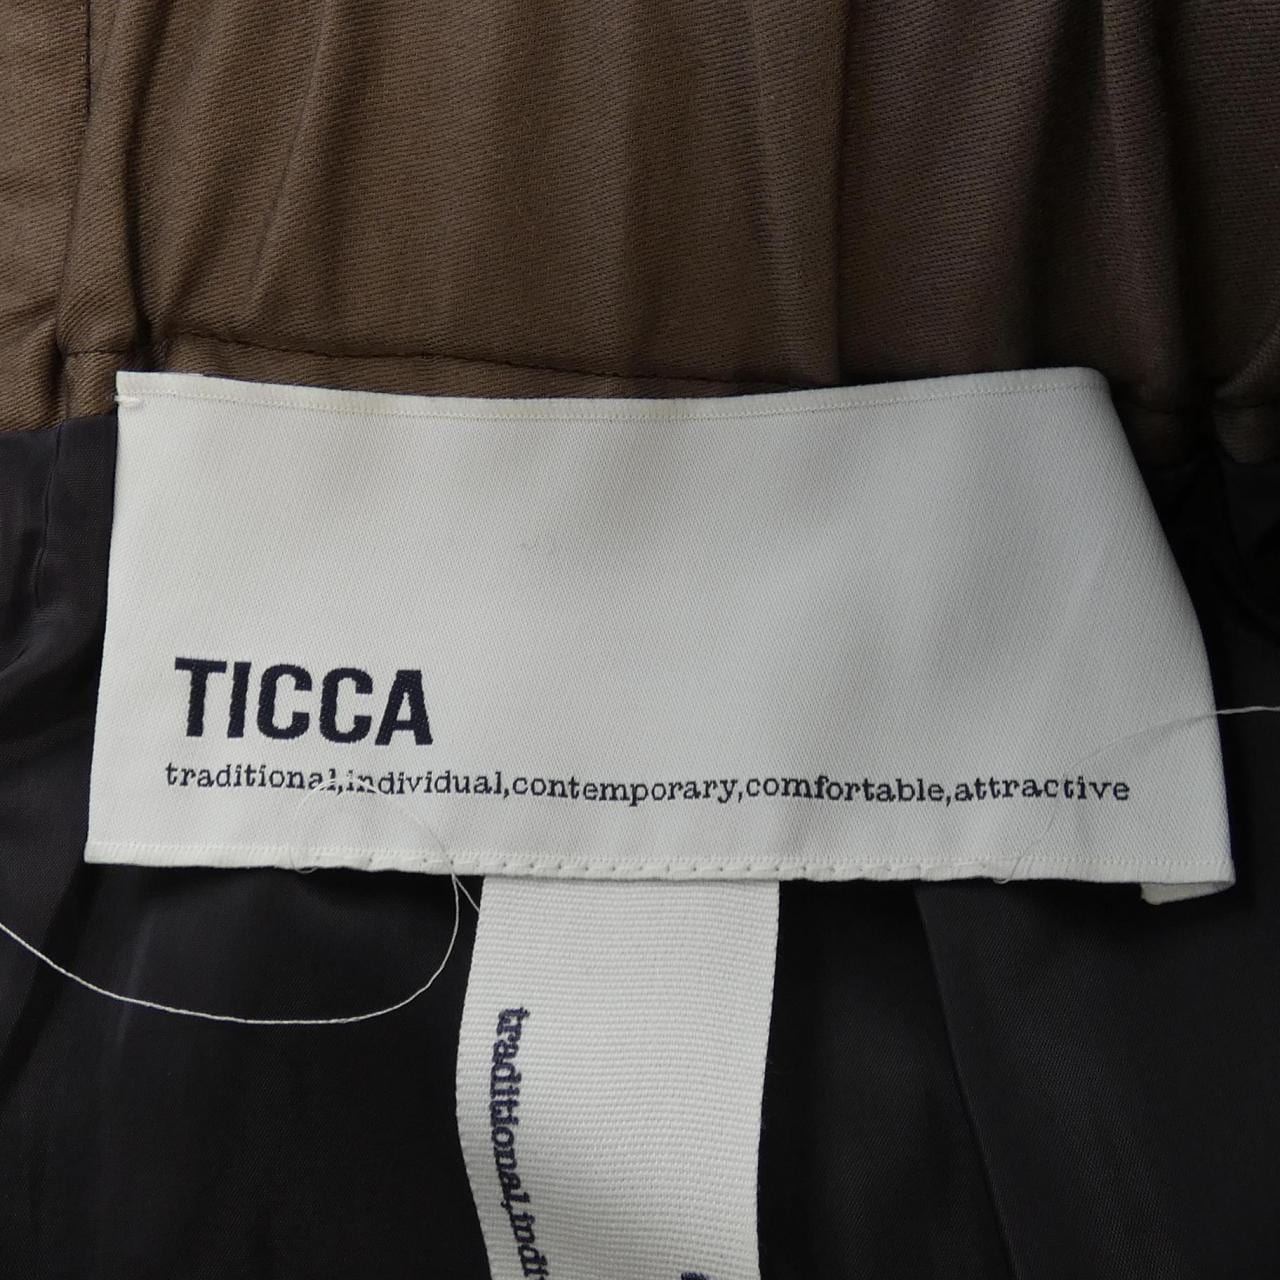 TICCA
traditional,individual,contemporary,comfortable,attractive
traditional,indi